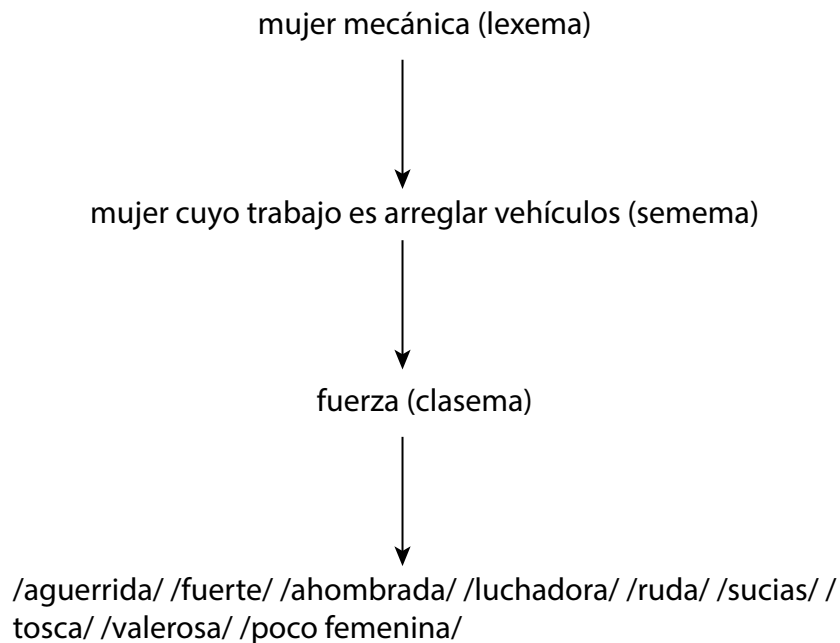 mujer mecánica (lexema)
mujer cuyo trabajo es arreglar vehículos (semema)
fuerza (clasema)
/aguerrida/ /fuerte/ /ahombrada/ /luchadora/ /ruda/ /sucias/ /
tosca/ /valerosa/ /poco femenina/